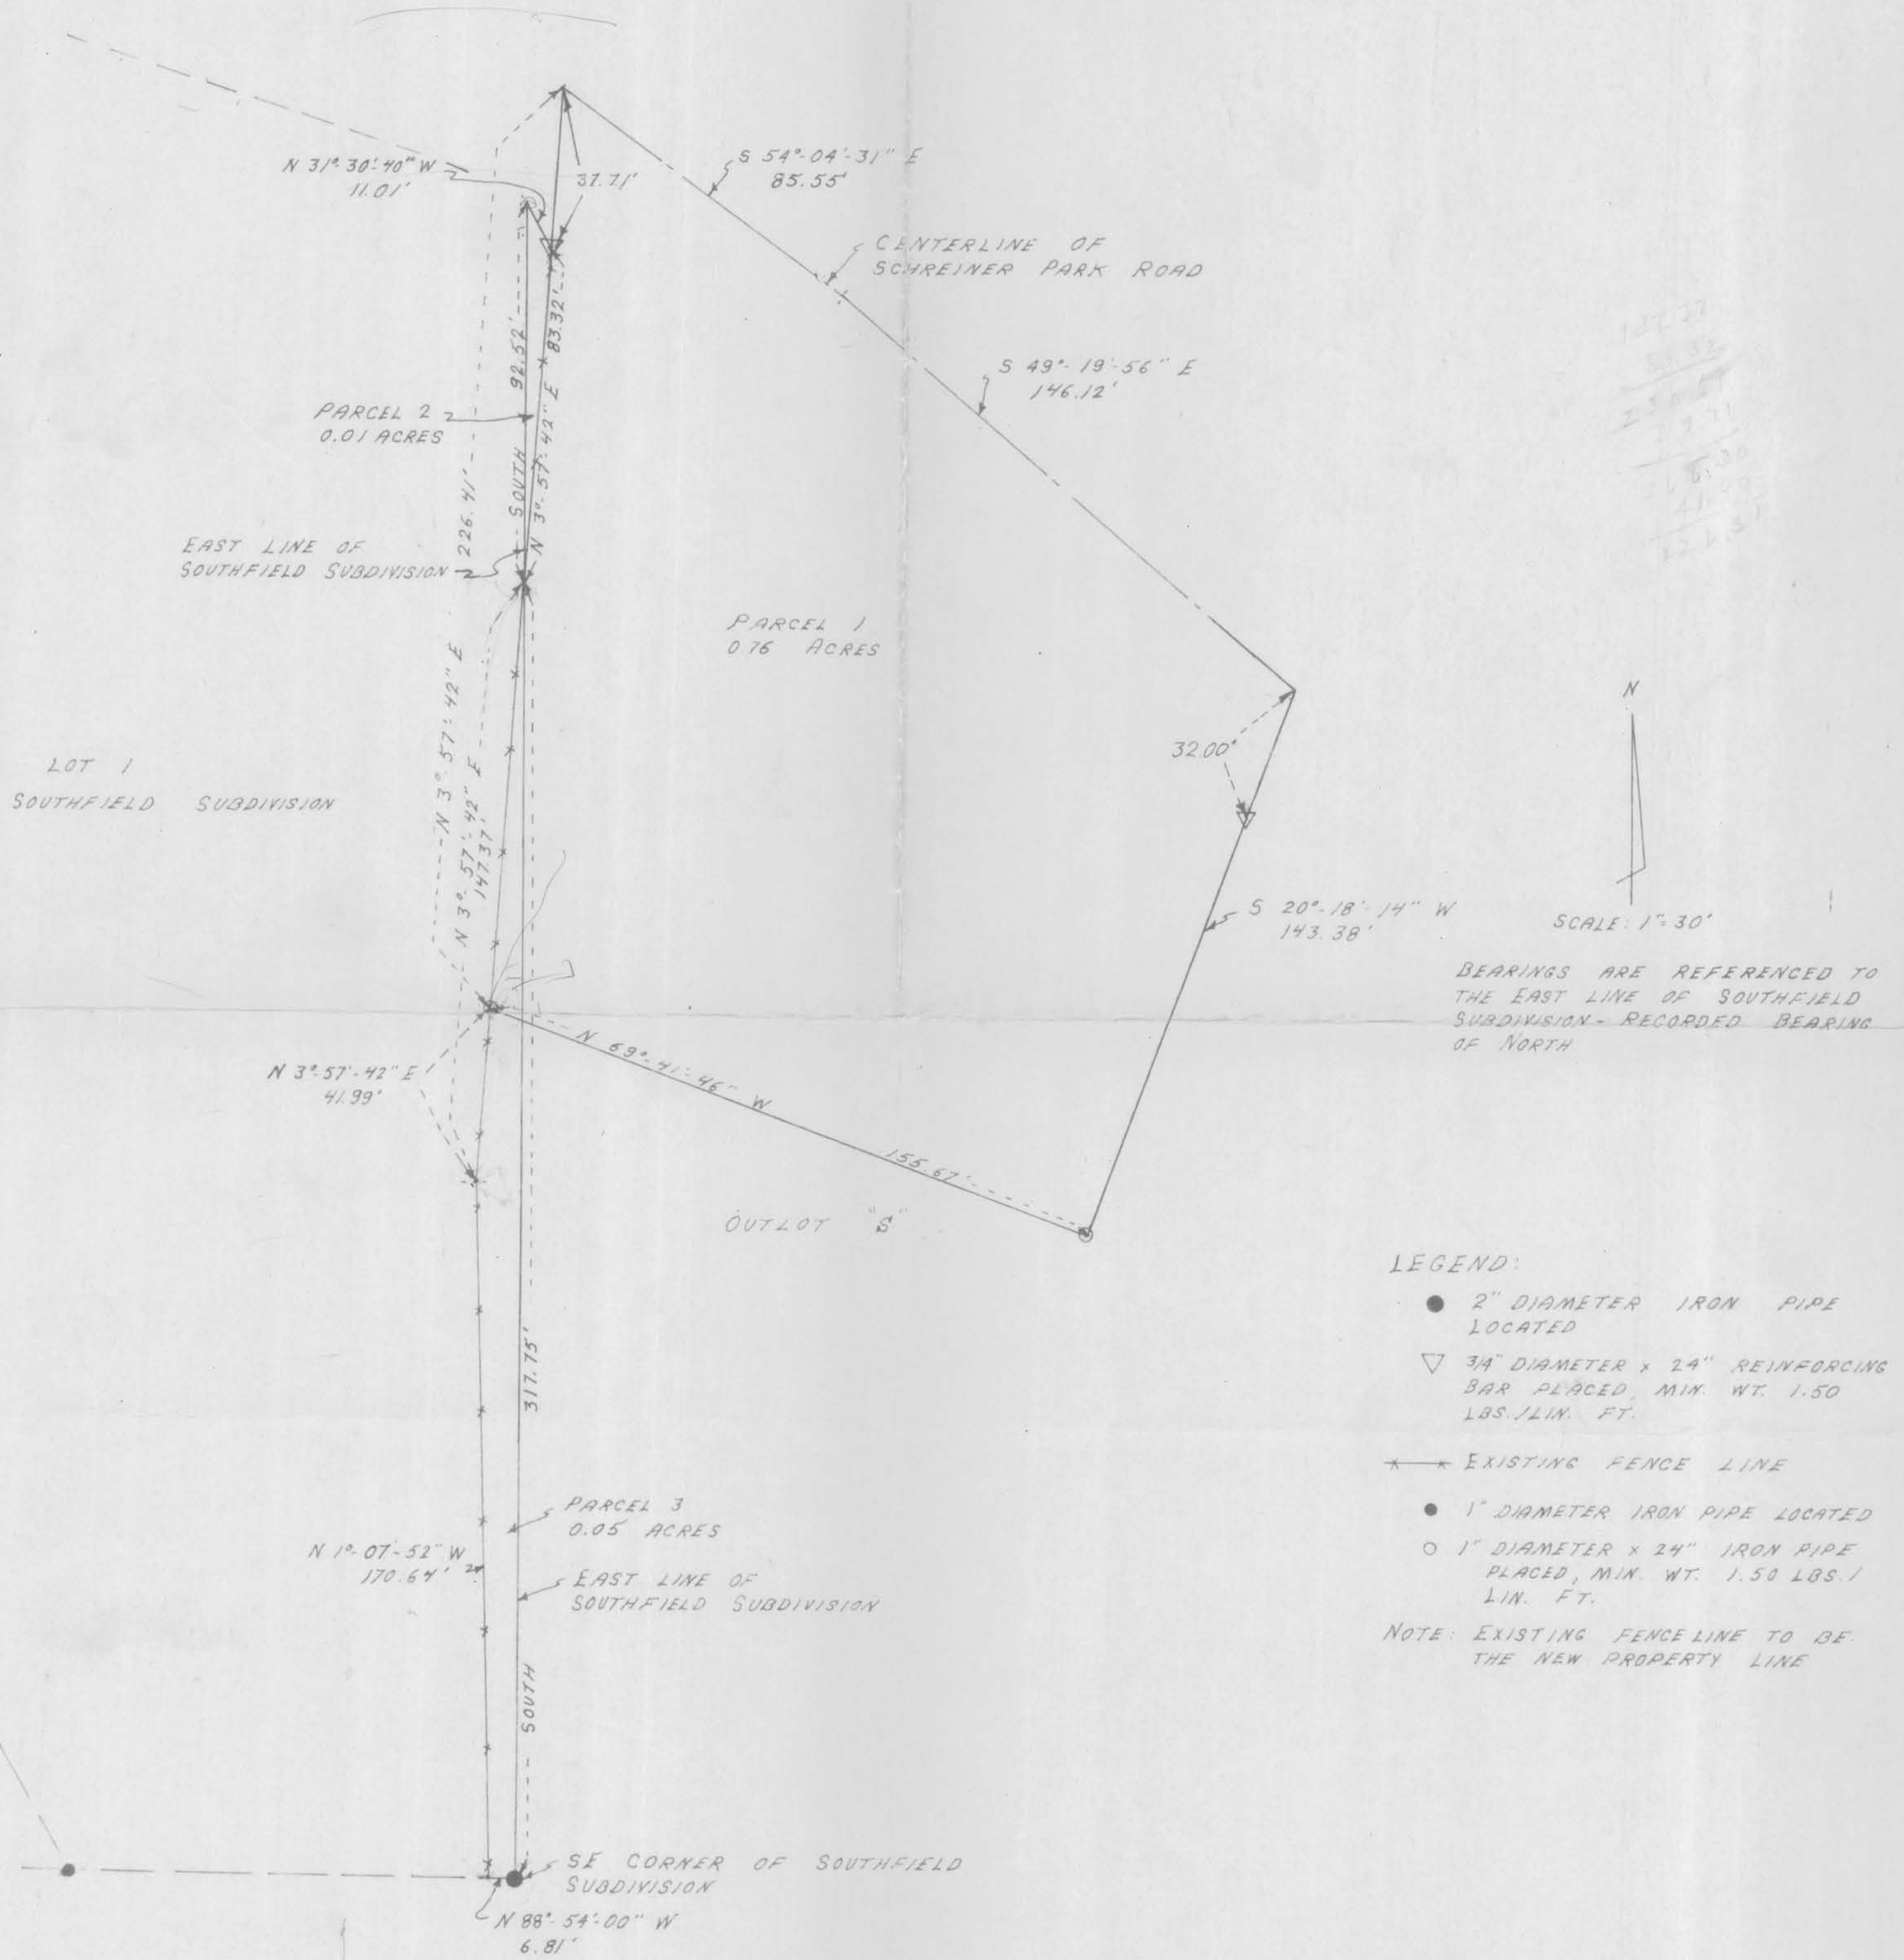 N 31°-30'-40" W
11.01'
37.71'
S 54°-04'-31" E
85.55'
CENTERLINE OF
SCHREINER PARK ROAD
S 49°-19'-56" E
146.12'
92.52'
83.32'
SOUTH
N 3°-57'-42" E
PARCEL 2
0.01 ACRES
226.41'
EAST LINE OF
SOUTHFIELD SUBDIVISION
PARCEL 1
0.76 ACRES
N 3°-57'-42" E
N 3°-57'-42" E
147.37'
LOT 1
SOUTHFIELD SUBDIVISION
32.00'
N
SCALE: 1"=30'
S 20°-18'-14" W
143.38'
BEARINGS ARE REFERENCED TO
THE EAST LINE OF SOUTHFIELD
SUBDIVISION - RECORDED BEARING
OF NORTH
N 69°-41'-46" W
155.67'
N 3°-57'-42" E
41.99'
OUTLOT "S"
317.75'
SOUTH
PARCEL 3
0.05 ACRES
N 1°-07'-52" W
170.64'
EAST LINE OF
SOUTHFIELD SUBDIVISION
SE CORNER OF SOUTHFIELD
SUBDIVISION
N 88°-54'-00" W
6.81'
LEGEND:
2" DIAMETER IRON PIPE
LOCATED
3/4" DIAMETER x 24" REINFORCING
BAR PLACED, MIN. WT. 1.50
LBS./LIN. FT.
EXISTING FENCE LINE
1" DIAMETER IRON PIPE LOCATED
1" DIAMETER x 24" IRON PIPE
PLACED, MIN. WT. 1.50 LBS./
LIN. FT.
NOTE: EXISTING FENCE LINE TO BE
THE NEW PROPERTY LINE